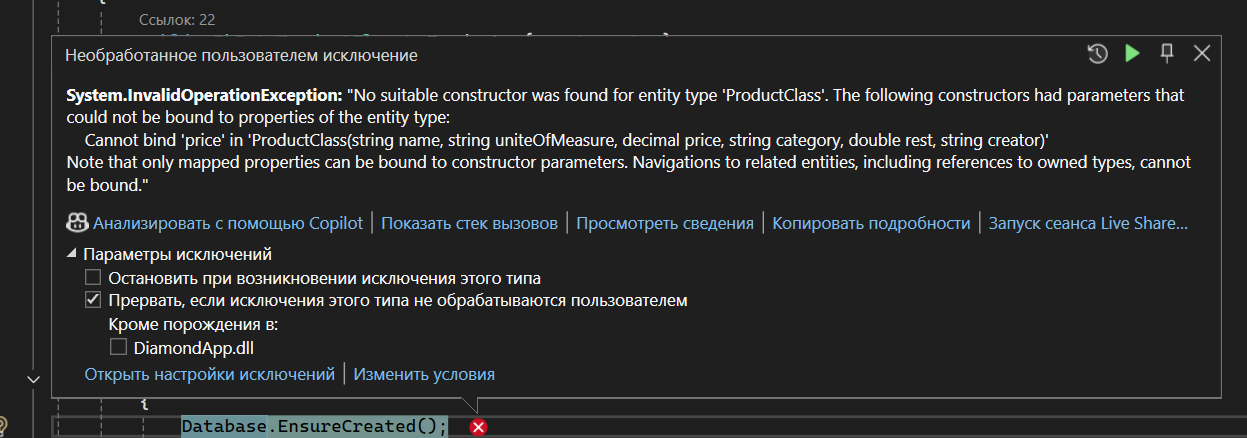 Ссылок: 22
Необработанное пользователем исключение
System.InvalidOperationException: "No suitable constructor was found for entity type 'ProductClass'. The following constructors had parameters that
could not be bound to properties of the entity type:
Cannot bind 'price' in 'ProductClass(string name, string uniteOfMeasure, decimal price, string category, double rest, string creator)'
Note that only mapped properties can be bound to constructor parameters. Navigations to related entities, including references to owned types, cannot
be bound."
Анализировать с помощью Copilot | Показать стек вызовов | Просмотреть сведения | Копировать подробности | Запуск сеанса Live Share...
Параметры исключений
Остановить при возникновении исключения этого типа
Прервать, если исключения этого типа не обрабатываются пользователем
Кроме порождения в:
DiamondApp.dll
Открыть настройки исключений | Изменить условия
{
Database.EnsureCreated();